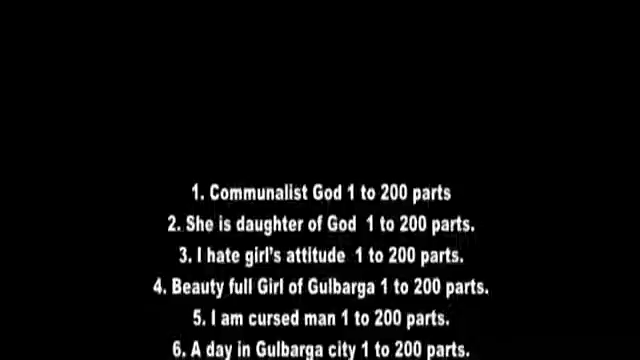 1. Communalist God 1 to 200 parts
2. She is daughter of God 1 to 200 parts.
3. I hate girl's attitude 1 to 200 parts.
4. Beauty full Girl of Gulbarga 1 to 200 parts.
5. I am cursed man 1 to 200 parts.
6. A day in Gulbarga city 1 to 200 parts.